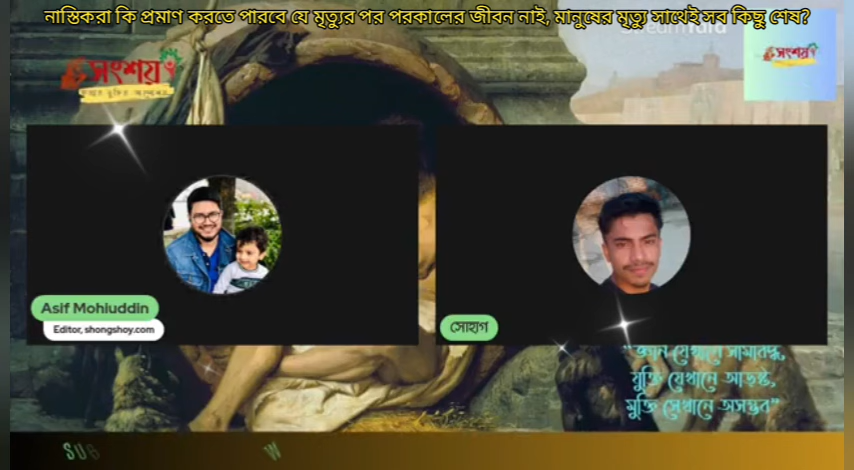 নাস্তিকরা কি প্রমাণ করতে পারবে যে মৃত্যুর পর পরকালের জীবন নাই, মানুষের মৃত্যু সাথেই সব কিছু শেষ?
সংশয়
সংশয়
Asif Mohiuddin
Editor, shongshoy.com
সোহাগ
"জ্ঞান যেখানে সীমাবদ্ধ,
যুক্তি যেখানে আড়ষ্ট,
মুক্তি সেখানে অসম্ভব"